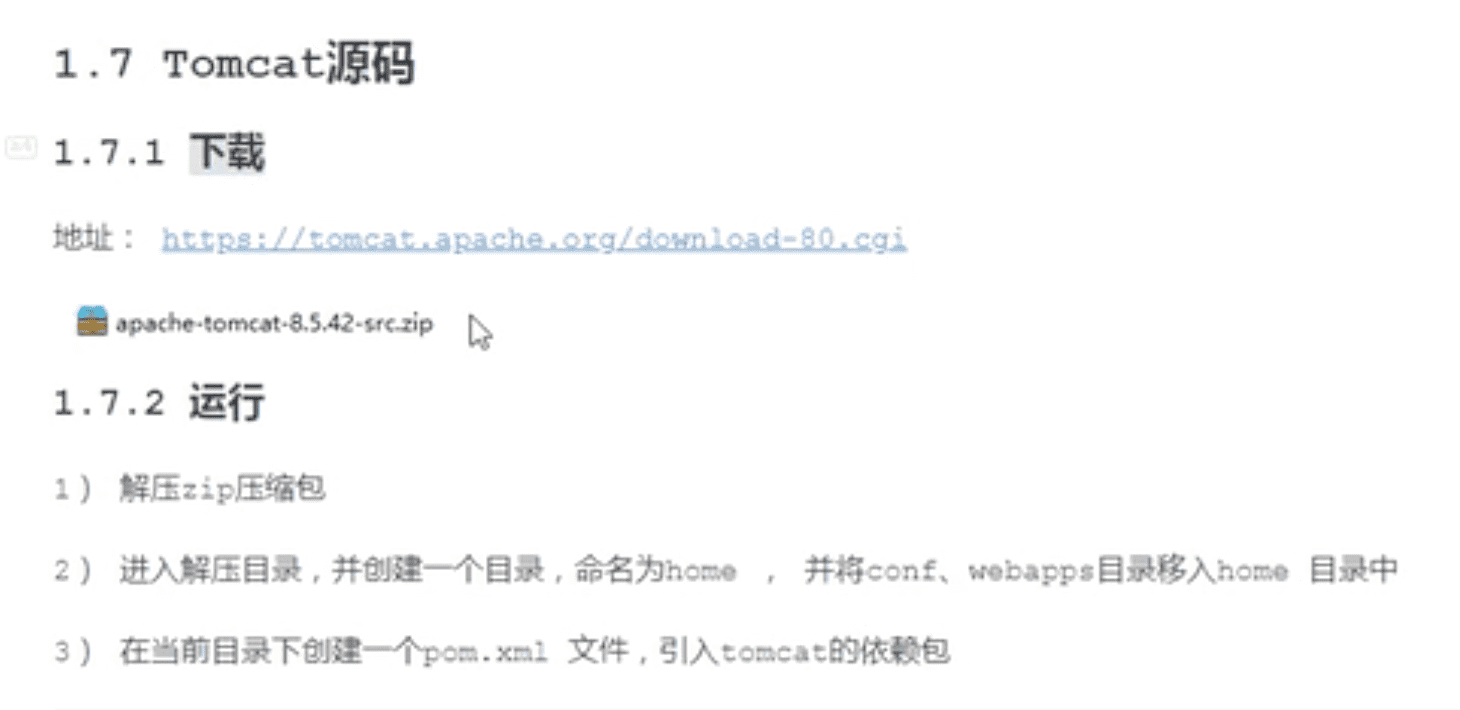 1.7 Tomcat源码
1.7.1 下载
地址： https://tomcat.apache.org/download-80.cgi
apache-tomcat-8.5.42-src.zip
1.7.2 运行
1） 解压zip压缩包
2） 进入解压目录，并创建一个目录，命名为home ， 并将conf、webapps目录移入home 目录中
3） 在当前目录下创建一个pom.xml 文件，引入tomcat的依赖包